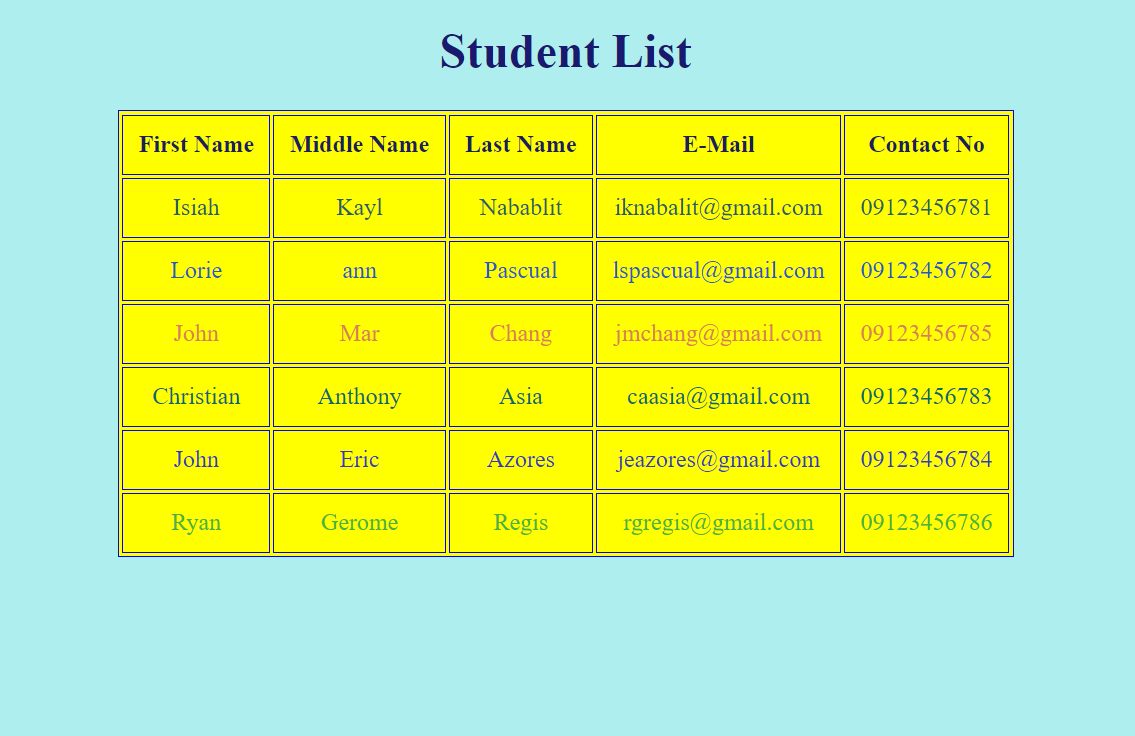 Student List
First Name Middle Name Last Name E-Mail Contact No
Isiah Kayl Nabablit iknabalit@gmail.com 09123456781
Lorie ann Pascual lspascual@gmail.com 09123456782
John Mar Chang jmchang@gmail.com 09123456785
Christian Anthony Asia caasia@gmail.com 09123456783
John Eric Azores jeazores@gmail.com 09123456784
Ryan Gerome Regis rgregis@gmail.com 09123456786